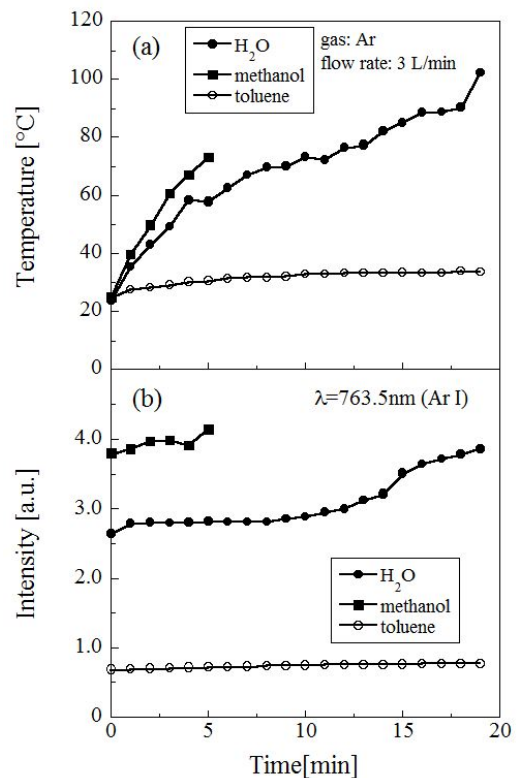 120
100
80
60
40
20
0
Temperature [°C]
(a)
H₂O
methanol
toluene
gas: Ar
flow rate: 3 L/min
(b)
λ=763.5nm (Ar I)
4.0
3.0
2.0
1.0
0
Intensity [a.u.]
H₂O
methanol
toluene
0
5
10
15
20
Time[min]